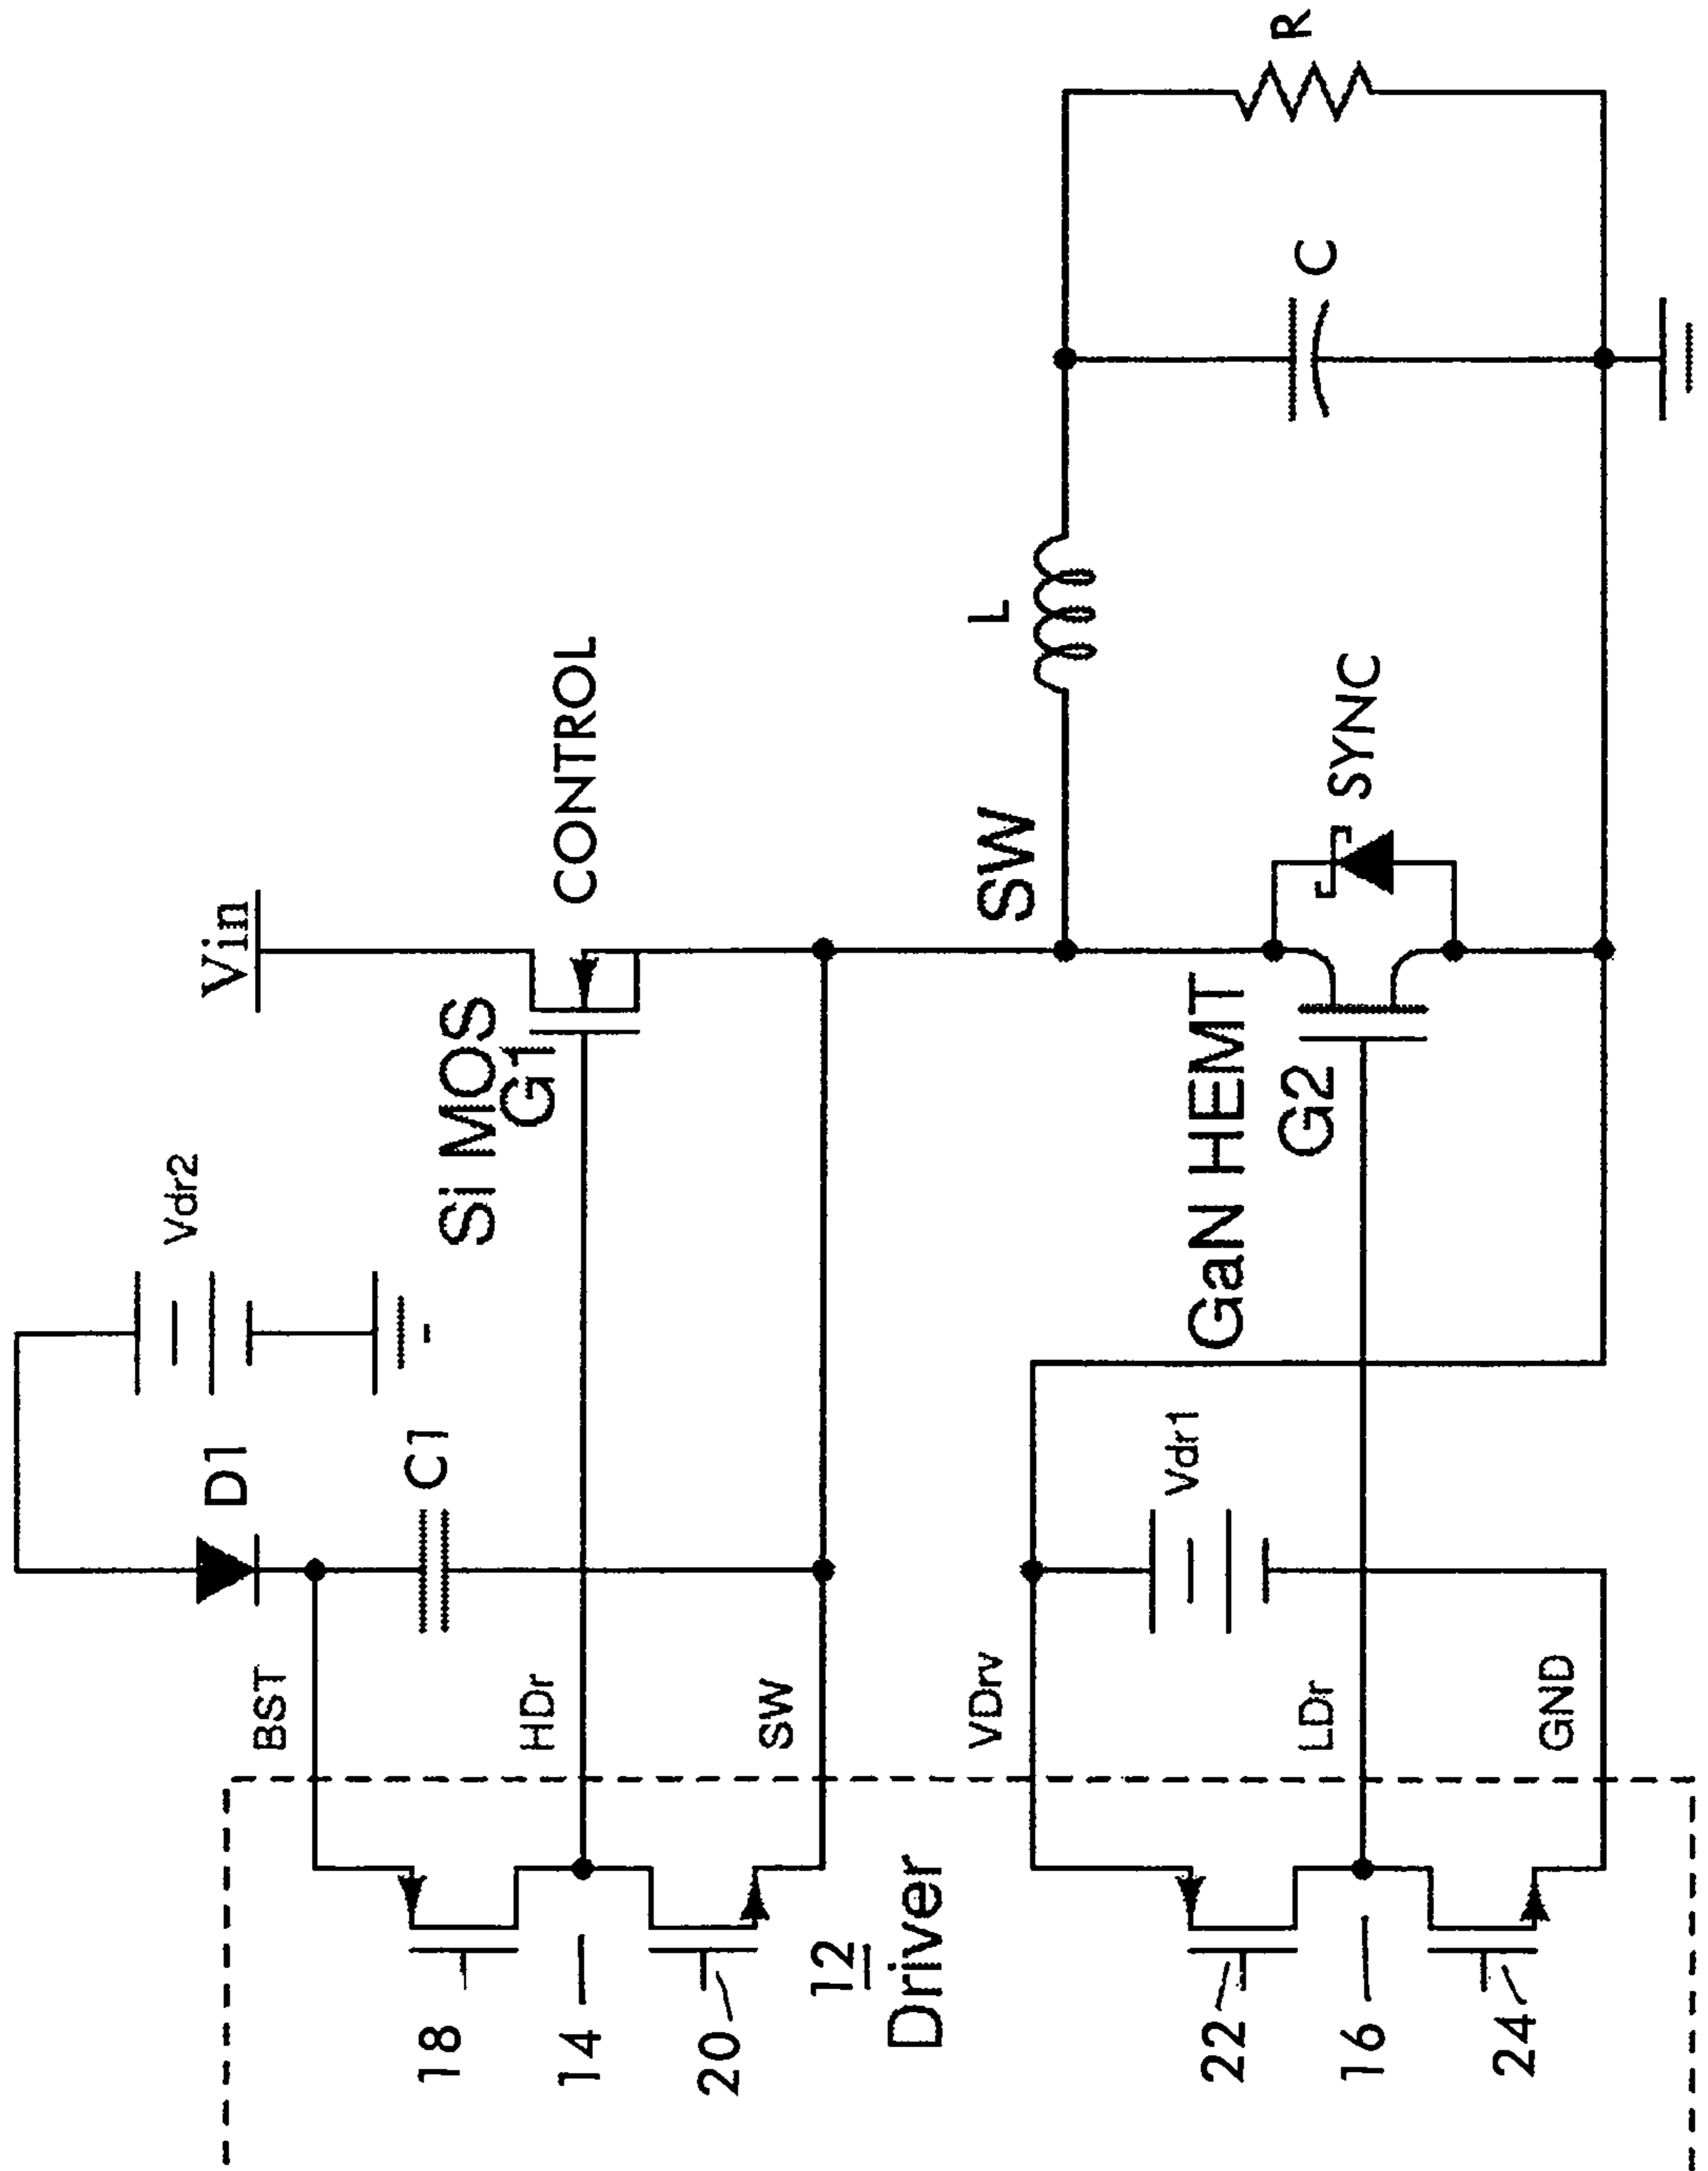 Vdr2
D1
C1
Vin
BST
Si MOS
G1
CONTROL
HDr
SW
18
14
20
12
Driver
VDrv
Vdr1
LDr
GND
22
16
24
GaN HEMT
G2
SW
L
SYNC
C
R